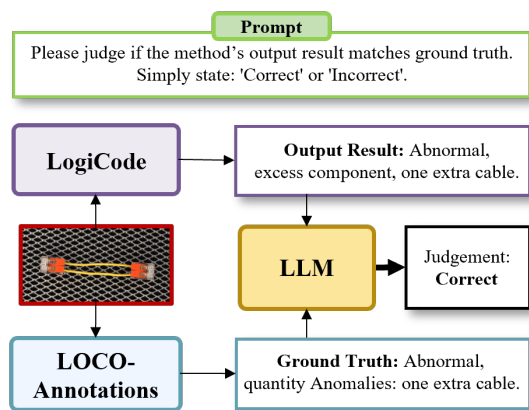 Prompt
Please judge if the method's output result matches ground truth.
Simply state: 'Correct' or 'Incorrect'.
LogiCode
Output Result: Abnormal,
excess component, one extra cable.
LLM
Judgement:
Correct
LOCO-
Annotations
Ground Truth: Abnormal,
quantity Anomalies: one extra cable.